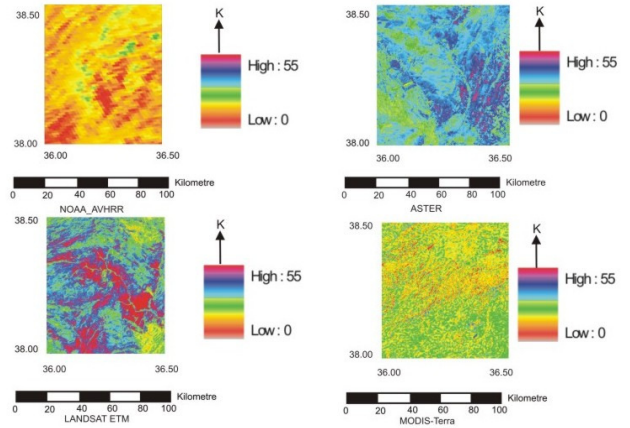 38.50
K
High : 55
Low : 0
38.00
36.00
36.50
Kilometre
0 20 40 60 80 100
NOAA_AVHRR
38.50
K
High : 55
Low : 0
38.00
36.00
36.50
Kilometre
0 20 40 60 80 100
ASTER
38.50
K
High : 55
Low : 0
38.00
36.00
36.50
Kilometre
0 20 40 60 80 100
LANDSAT ETM
38.50
K
High : 55
Low : 0
38.00
36.00
36.50
Kilometre
0 20 40 60 80 100
MODIS-Terra